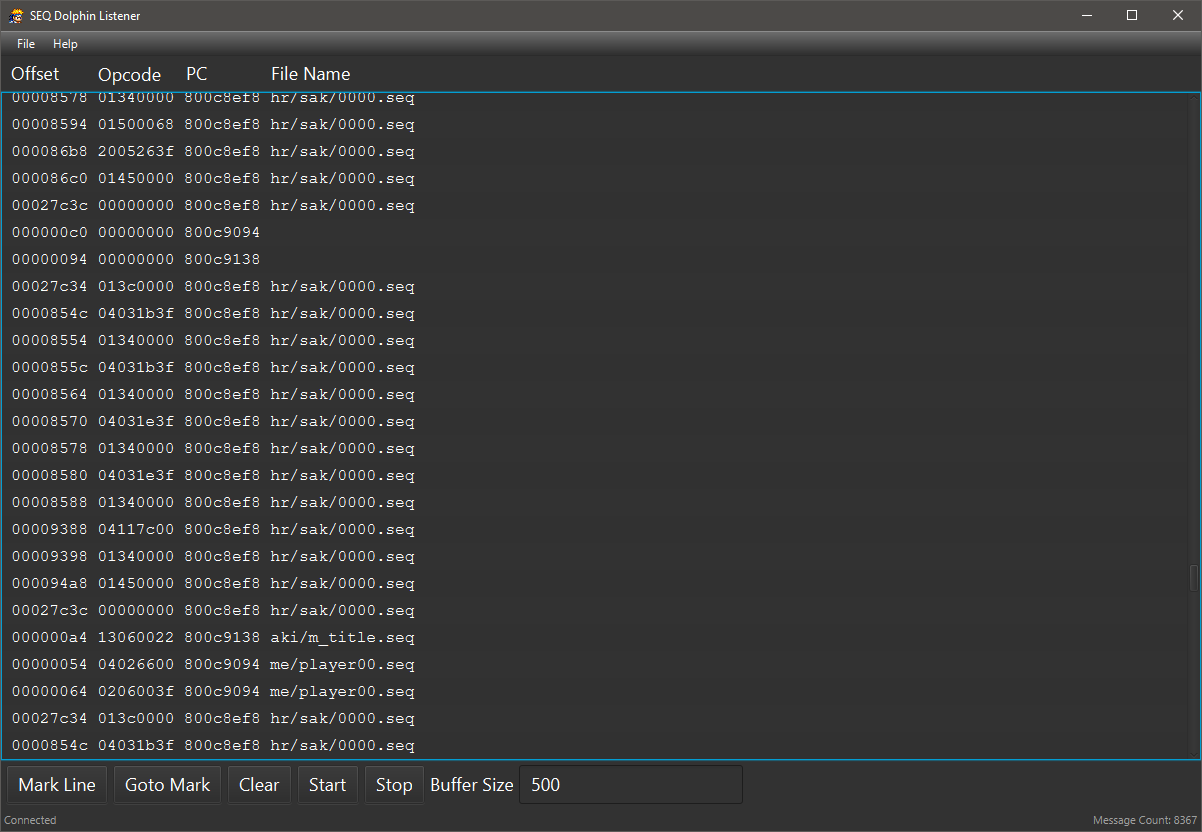 SEQ Dolphin Listener
File Help
Offset Opcode PC File Name
00008578 01340000 800c8ef8 hr/sak/0000.seq
00008594 01500068 800c8ef8 hr/sak/0000.seq
000086b8 2005263f 800c8ef8 hr/sak/0000.seq
000086c0 01450000 800c8ef8 hr/sak/0000.seq
00027c3c 00000000 800c8ef8 hr/sak/0000.seq
000000c0 00000000 800c9094
00000094 00000000 800c9138
00027c34 013c0000 800c8ef8 hr/sak/0000.seq
0000854c 04031b3f 800c8ef8 hr/sak/0000.seq
00008554 01340000 800c8ef8 hr/sak/0000.seq
0000855c 04031b3f 800c8ef8 hr/sak/0000.seq
00008564 01340000 800c8ef8 hr/sak/0000.seq
00008570 04031e3f 800c8ef8 hr/sak/0000.seq
00008578 01340000 800c8ef8 hr/sak/0000.seq
00008580 04031e3f 800c8ef8 hr/sak/0000.seq
00008588 01340000 800c8ef8 hr/sak/0000.seq
00009388 04117c00 800c8ef8 hr/sak/0000.seq
00009398 01340000 800c8ef8 hr/sak/0000.seq
000094a8 01450000 800c8ef8 hr/sak/0000.seq
00027c3c 00000000 800c8ef8 hr/sak/0000.seq
000000a4 13060022 800c9138 aki/m_title.seq
00000054 04026600 800c9094 me/player00.seq
00000064 0206003f 800c9094 me/player00.seq
00027c34 013c0000 800c8ef8 hr/sak/0000.seq
0000854c 04031b3f 800c8ef8 hr/sak/0000.seq
Mark Line Goto Mark Clear Start Stop Buffer Size 500
Connected Message Count: 8367